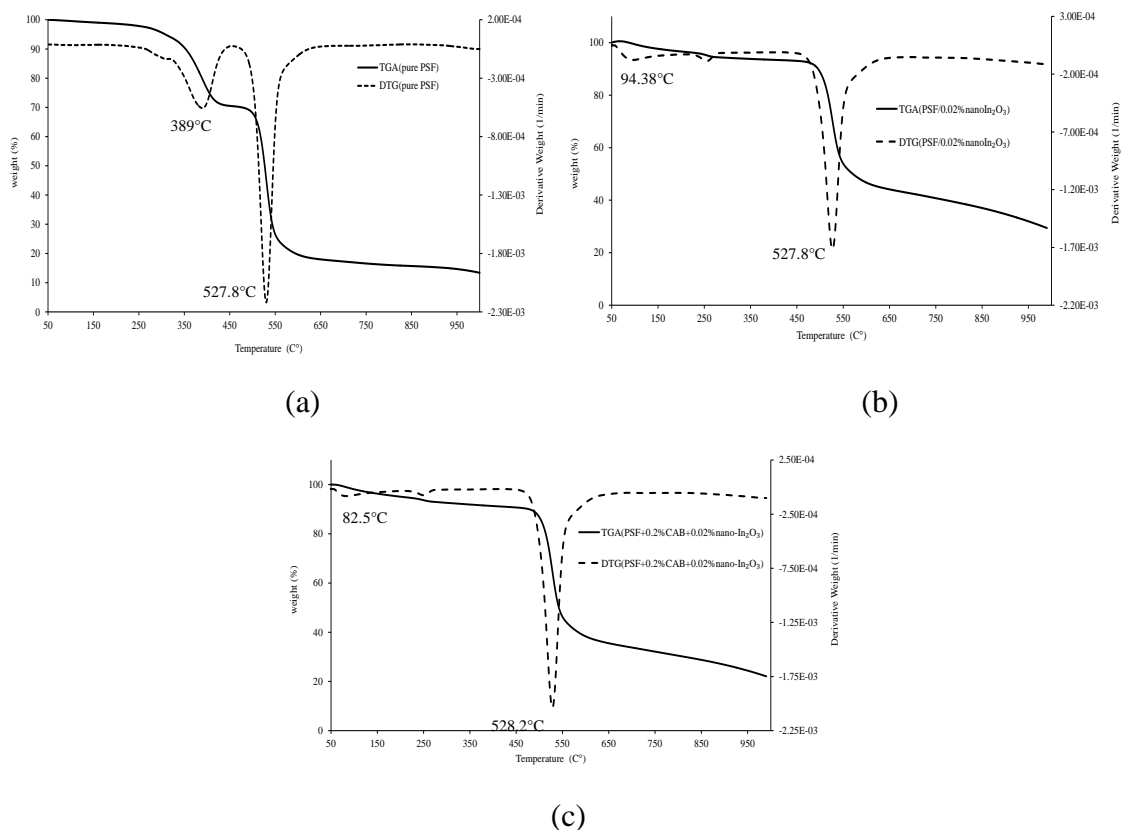 100
90
80
70
60
50
40
30
20
10
0
weight (%)
2.00E-04
-3.00E-04
-8.00E-04
-1.30E-03
-1.80E-03
-2.30E-03
Derivative Weight (1/min)
TGA(pure PSF)
DTG(pure PSF)
389°C
527.8°C
50 150 250 350 450 550 650 750 850 950
Temperature (C°)
(a)
100
80
60
40
20
0
weight (%)
3.00E-04
-2.00E-04
-7.00E-04
-1.20E-03
-1.70E-03
-2.20E-03
Derivative Weight (1/min)
94.38°C
TGA(PSF/0.02%nanoIn₂O₃)
DTG(PSF/0.02%nanoIn₂O₃)
527.8°C
50 150 250 350 450 550 650 750 850 950
Temperature (C°)
(b)
100
80
60
40
20
0
weight (%)
2.50E-04
-2.50E-04
-7.50E-04
-1.25E-03
-1.75E-03
-2.25E-03
Derivative Weight (1/min)
82.5°C
TGA(PSF+0.2%CAB+0.02%nano-In₂O₃)
DTG(PSF+0.2%CAB+0.02%nano-In₂O₃)
528.2°C
50 150 250 350 450 550 650 750 850 950
Temperature (C°)
(c)